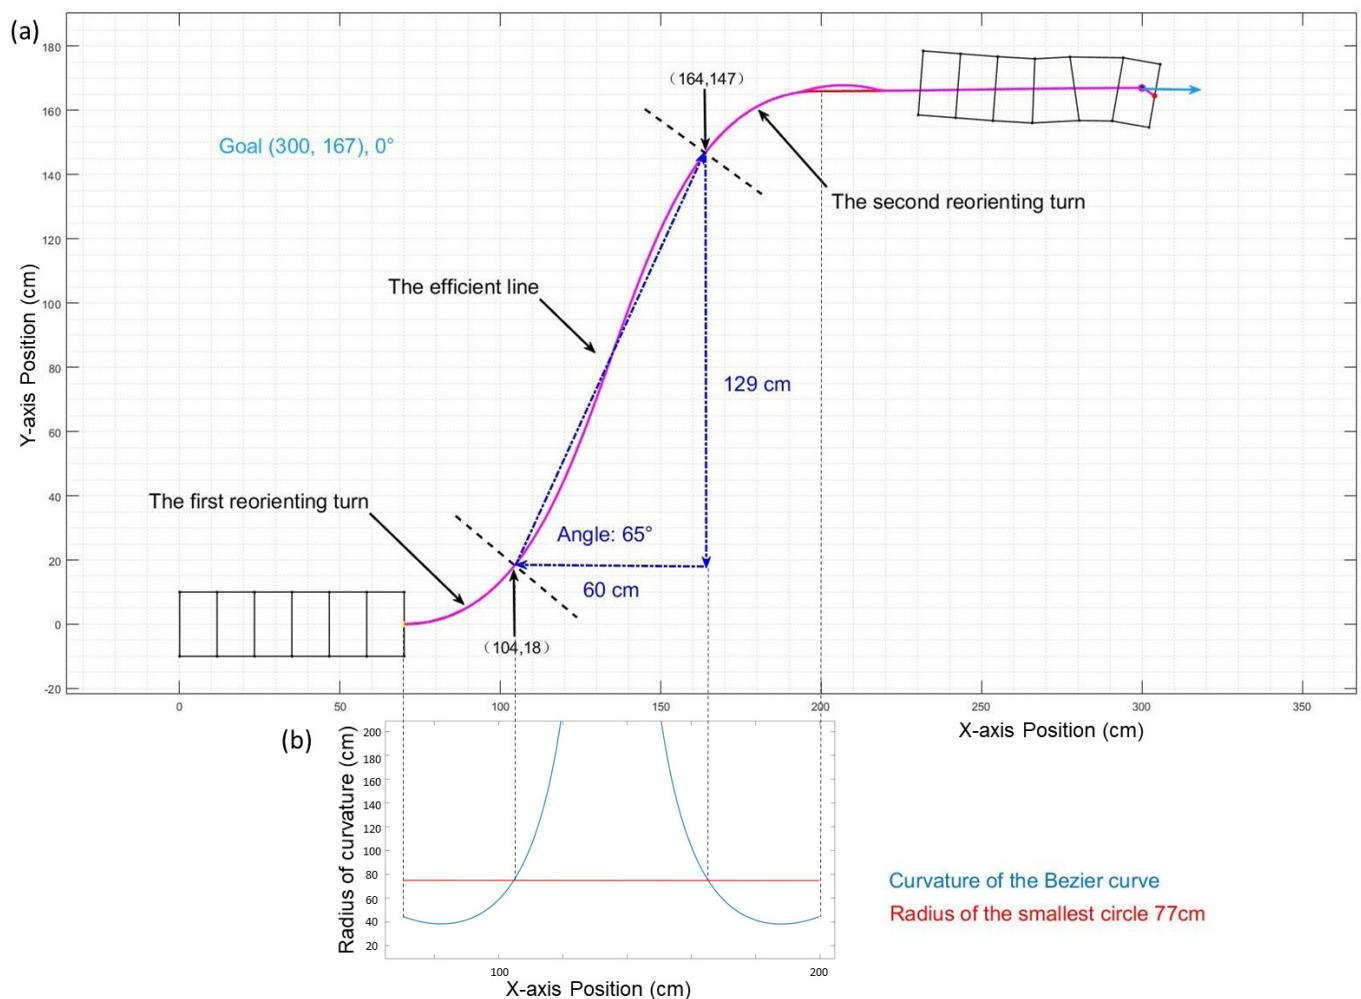 (a)
180
160
140
120
100
80
60
40
20
0
-20
Y-axis Position (cm)
Goal (300, 167), 0°
（164,147）
The second reorienting turn
The efficient line
129 cm
The first reorienting turn
Angle: 65°
60 cm
（104,18）
0
50
100
150
200
250
300
350
X-axis Position (cm)
(b)
Radius of curvature (cm)
200
180
160
140
120
100
80
60
40
20
100
200
X-axis Position (cm)
Curvature of the Bezier curve
Radius of the smallest circle 77cm